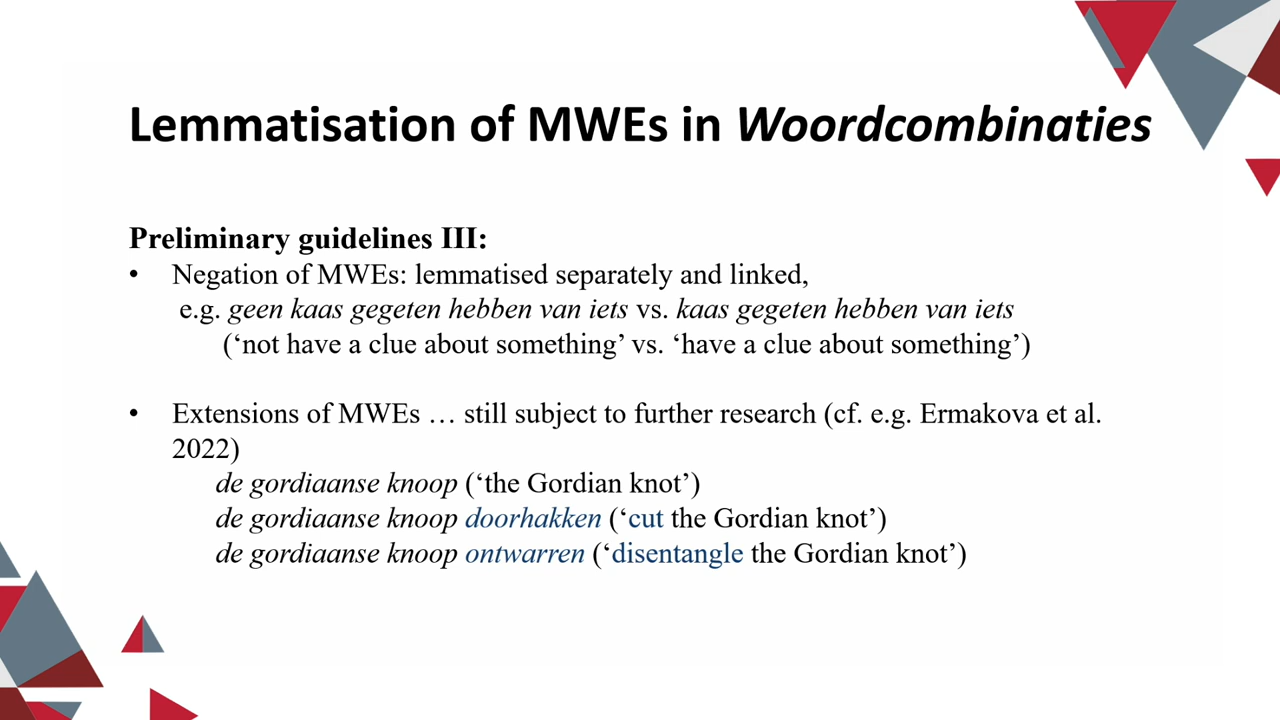 Lemmatisation of MWEs in Woordcombinaties
Preliminary guidelines III:
• Negation of MWEs: lemmatised separately and linked,
e.g. geen kaas gegeten hebben van iets vs. kaas gegeten hebben van iets
(‘not have a clue about something’ vs. ‘have a clue about something’)
• Extensions of MWEs … still subject to further research (cf. e.g. Ermakova et al.
2022)
de gordiaanse knoop (‘the Gordian knot’)
de gordiaanse knoop doorhakken (‘cut the Gordian knot’)
de gordiaanse knoop ontwarren (‘disentangle the Gordian knot’)